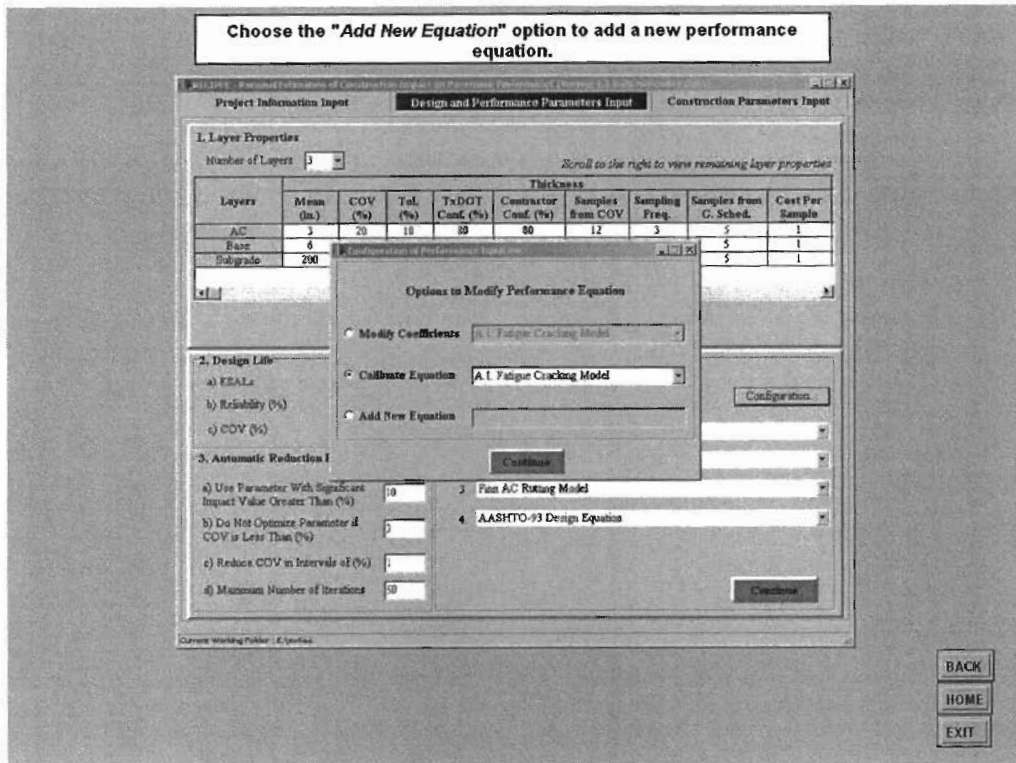 Choose the "Add New Equation" option to add a new performance
equation.
Project Information Input
Design and Performance Parameters Input
Construction Parameters Input
1. Layer Properties
Number of Layers 3
Scroll to the right to view remaining layer properties
Thickness
Layers Mean (in.) COV (%) Tol. (%) TxDOT Conf. (%) Contractor Conf. (%) Samples from COV Sampling Freq. Samples from G. Sched. Cost Per Sample
AC 3 20 10 80 80 12 3 5 1
Base 6 5 1
Subgrade 200 5 1
Options to Modify Performance Equation
Modify Coefficients A.I. Fatigue Cracking Model
Calibrate Equation A.I. Fatigue Cracking Model
Add New Equation
Continue
2. Design Life
a) ESALs
b) Reliability (%)
c) COV (%)
Configuration...
3. Automatic Reduction
a) Use Parameter With Significant
Impact Value Greater Than (%) 10
b) Do Not Optimize Parameter if
COV is Less Than (%)
c) Reduce COV in Intervals of (%) 1
d) Maximum Number of Iterations 50
3 Finn AC Rutting Model
4 AASHTO-93 Design Equation
Continue
Current Working Folder :
BACK
HOME
EXIT